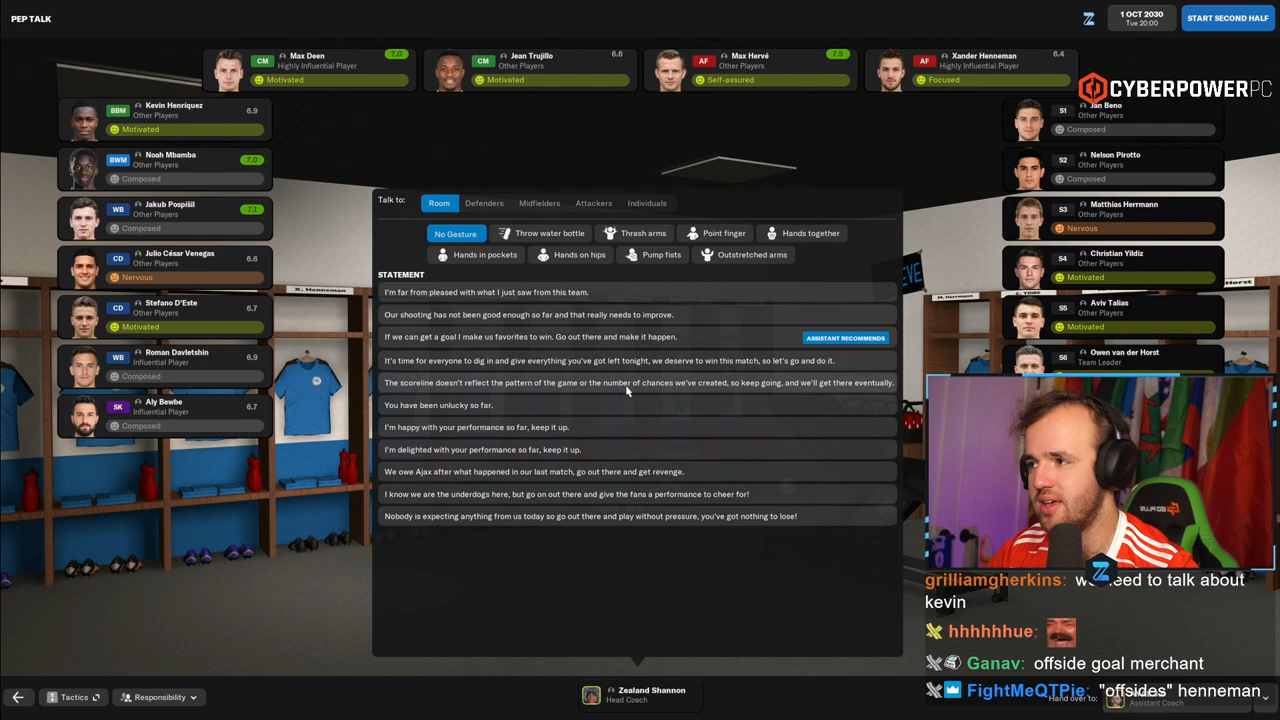 PEP TALK
1 OCT 2030
Tue 20:00
START SECOND HALF
CM Max Deen 7.0
Highly Influential Player
Motivated
CM Jean Trujillo 6.6
Other Players
Motivated
AF Max Hervé 7.5
Other Players
Self-assured
AF Xander Henneman 6.4
Highly Influential Player
Focused
CYBERPOWERPC
BBM Kevin Henríquez 6.9
Other Players
Motivated
BWM Noah Mbamba 7.0
Other Players
Composed
WB Jakub Pospíšil 7.1
Other Players
Composed
CD Julio César Venegas 6.6
Other Players
Nervous
CD Stefano D'Este 6.7
Other Players
Motivated
WB Roman Davletshin 6.9
Influential Player
Composed
SK Aly Bewbe 6.7
Influential Player
Composed
X. Henneman
Talk to: Room Defenders Midfielders Attackers Individuals
No Gesture Throw water bottle Thrash arms Point finger Hands together
Hands in pockets Hands on hips Pump fists Outstretched arms
STATEMENT
I'm far from pleased with what I just saw from this team.
Our shooting has not been good enough so far and that really needs to improve.
If we can get a goal I make us favorites to win. Go out there and make it happen. ASSISTANT RECOMMENDS
It's time for everyone to dig in and give everything you've got left tonight, we deserve to win this match, so let's go and do it.
The scoreline doesn't reflect the pattern of the game or the number of chances we've created, so keep going, and we'll get there eventually.
You have been unlucky so far.
I'm happy with your performance so far, keep it up.
I'm delighted with your performance so far, keep it up.
We owe Ajax after what happened in our last match, go out there and get revenge.
I know we are the underdogs here, but go on out there and give the fans a performance to cheer for!
Nobody is expecting anything from us today so go out there and play without pressure, you've got nothing to lose!
S1 Jan Beno
Other Players
Composed
S2 Nelson Pirotto
Other Players
Composed
S3 Matthias Herrmann
Other Players
Nervous
S4 Christian Yildiz
Other Players
Motivated
S5 Aviv Talias
Other Players
Motivated
S6 Owen van der Horst
Influential Player
M. Herrmann
C. Yildiz
Horst
grilliamgherkins: we need to talk about
kevin
hhhhhhue:
Ganav: offside goal merchant
FightMeQTPie: "offsides" henneman
Tactics
Responsibility
Zealand Shannon
Head Coach
Hand over to:
Assistant Coach